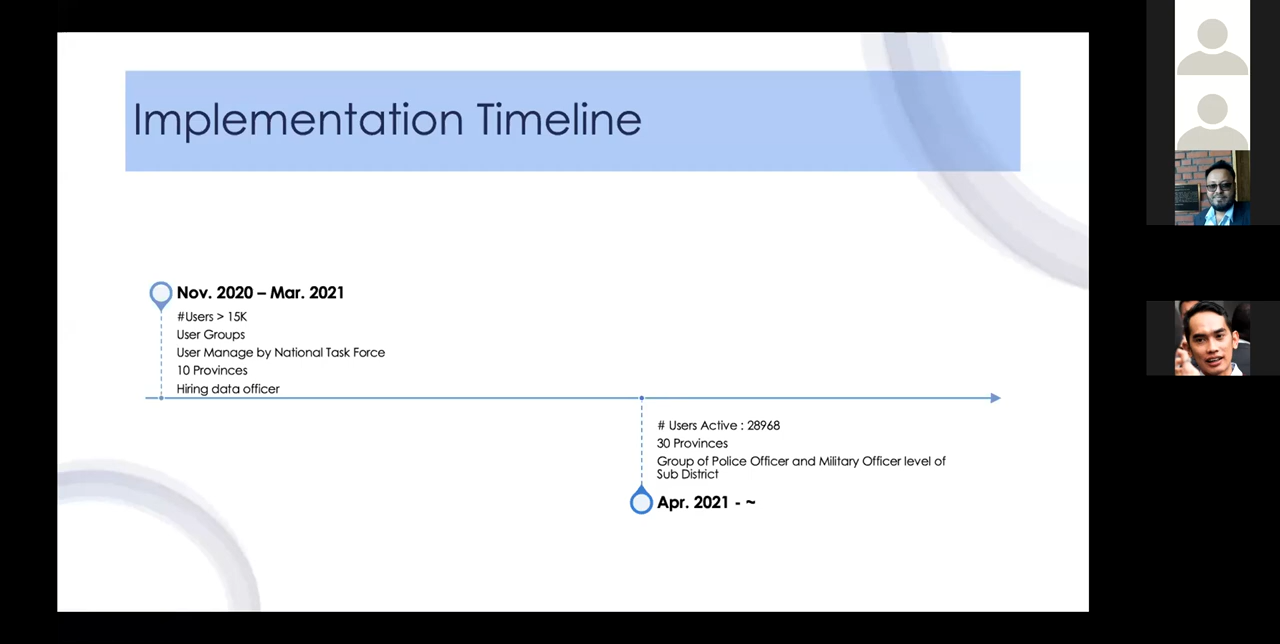 Implementation Timeline
Nov. 2020 – Mar. 2021
#Users > 15K
User Groups
User Manage by National Task Force
10 Provinces
Hiring data officer
# Users Active : 28968
30 Provinces
Group of Police Officer and Military Officer level of
Sub District
Apr. 2021 - ~